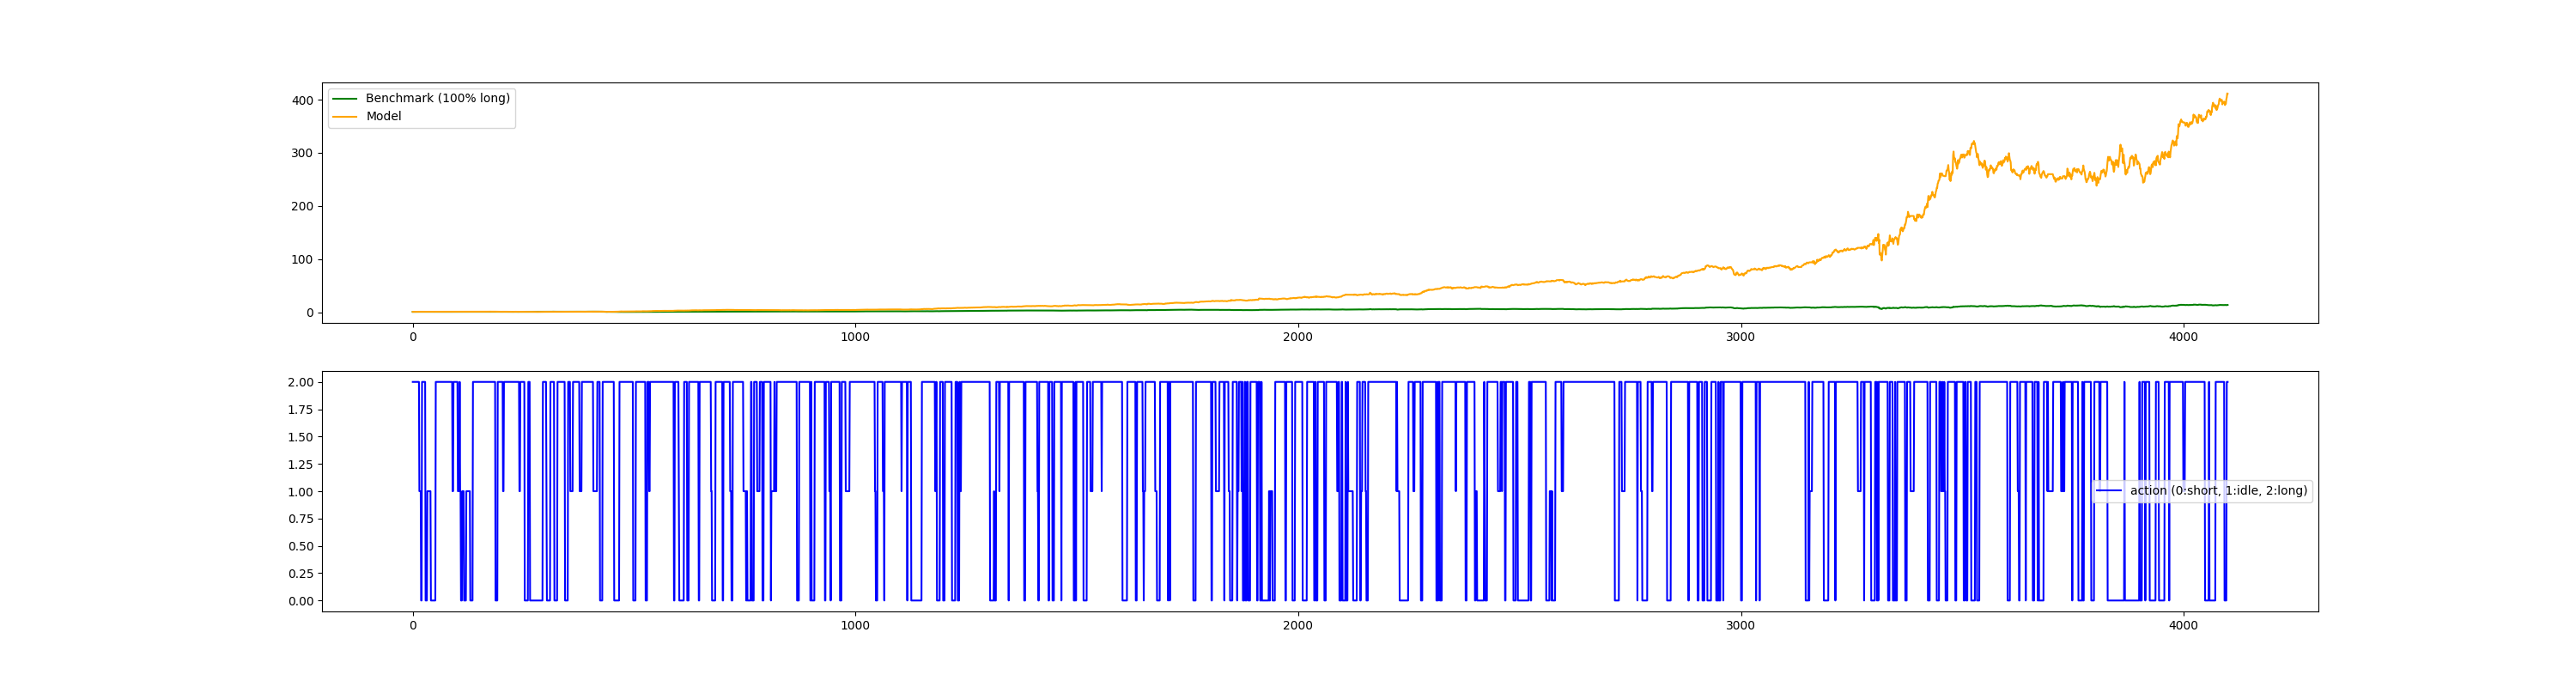 400
300
200
100
0
Benchmark (100% long)
Model
0 1000 2000 3000 4000
2.00
1.75
1.50
1.25
1.00
0.75
0.50
0.25
0.00
action (0:short, 1:idle, 2:long)
0 1000 2000 3000 4000